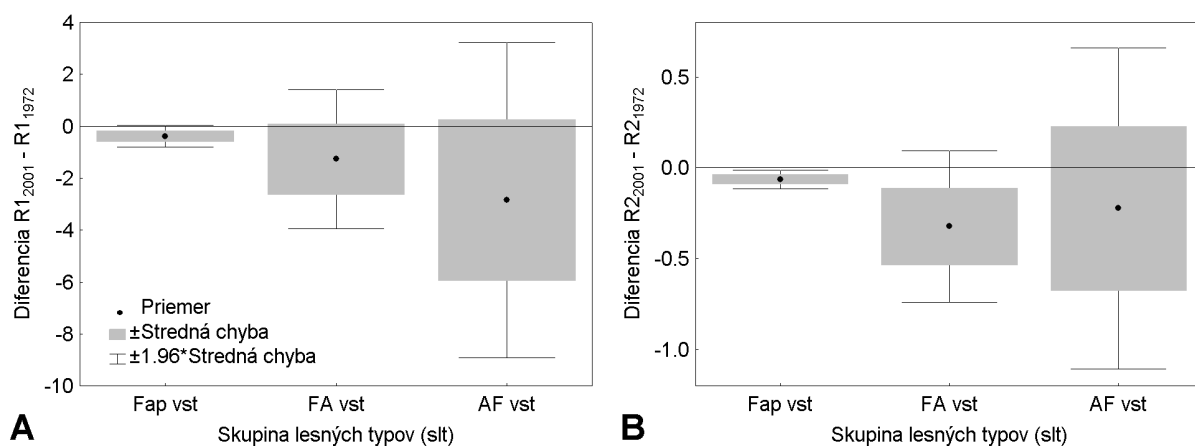 4
2
0
-2
-4
-6
-8
-10
Diferencia R1₂₀₀₁ - R1₁₉₇₂
Priemer
±Stredná chyba
±1.96*Stredná chyba
Fap vst FA vst AF vst
Skupina lesných typov (slt)
A
0.5
0.0
-0.5
-1.0
Diferencia R2₂₀₀₁ - R2₁₉₇₂
Fap vst FA vst AF vst
Skupina lesných typov (slt)
B